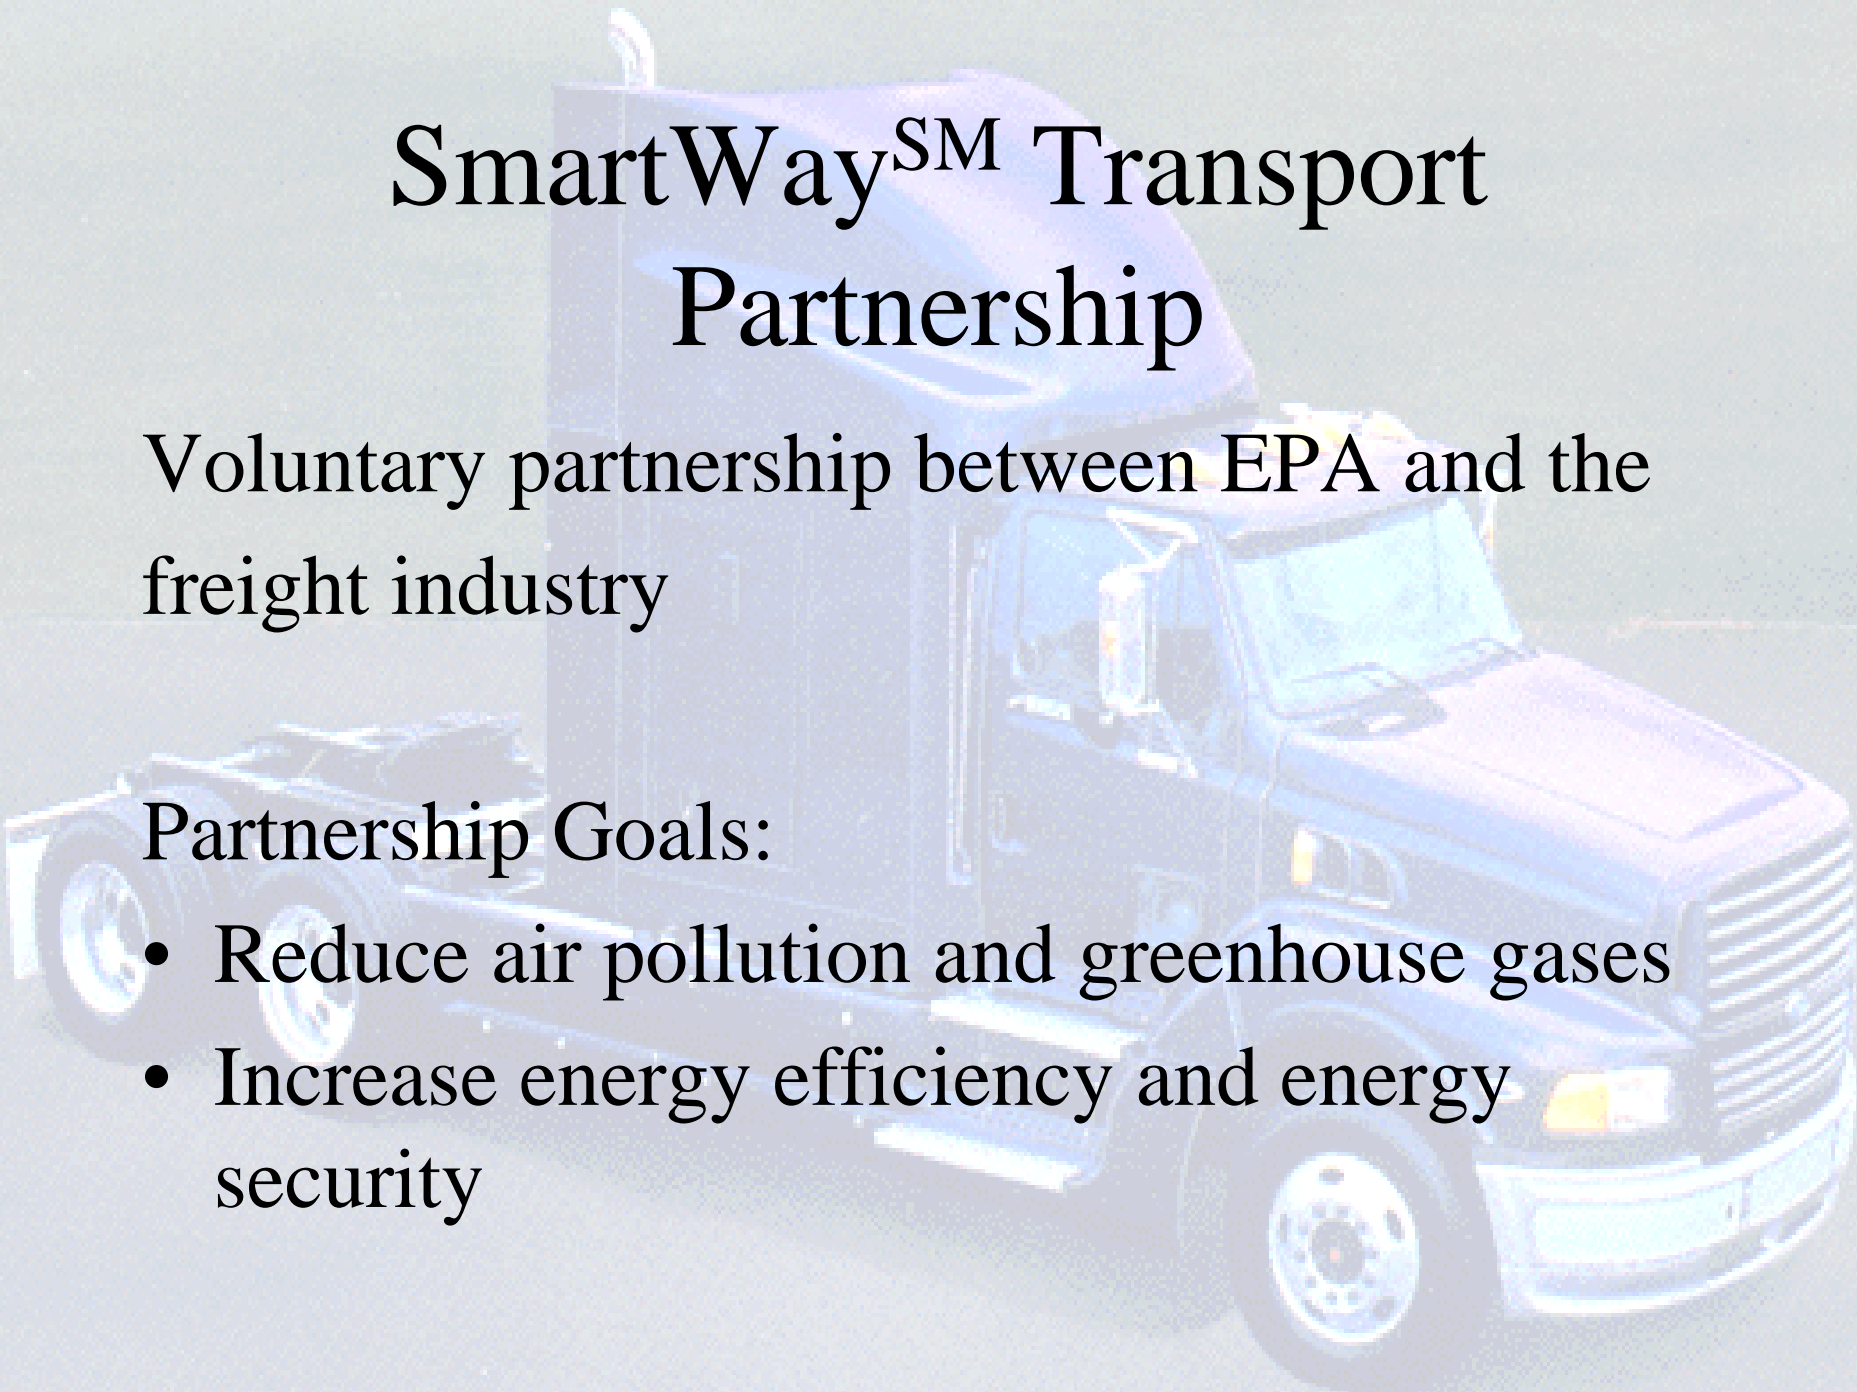 SmartWay℠ Transport
Partnership
Voluntary partnership between EPA and the
freight industry
Partnership Goals:
• Reduce air pollution and greenhouse gases
• Increase energy efficiency and energy
security